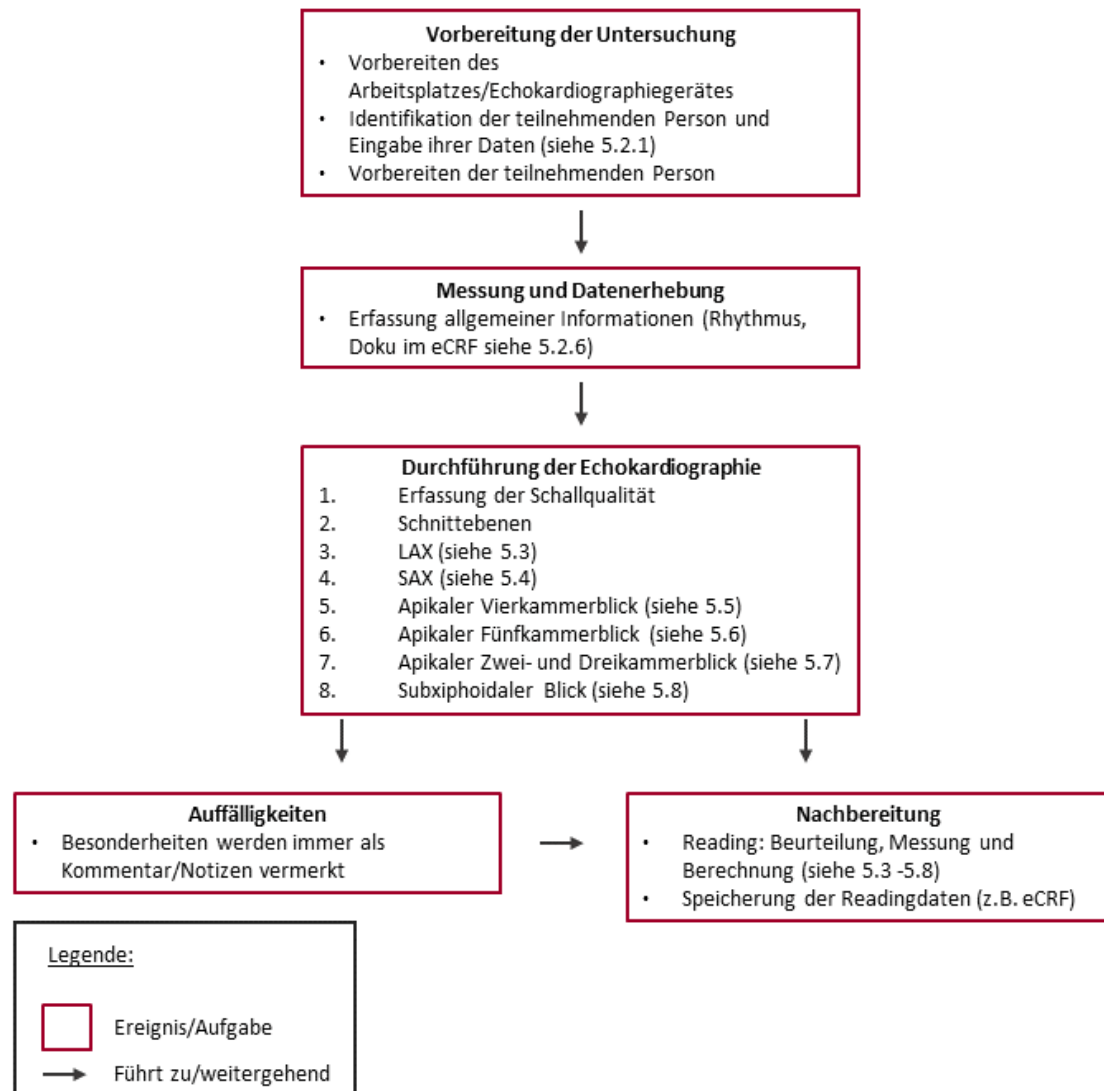 Vorbereitung der Untersuchung
• Vorbereiten des
Arbeitsplatzes/Echokardiographiegerätes
• Identifikation der teilnehmenden Person und
Eingabe ihrer Daten (siehe 5.2.1)
• Vorbereiten der teilnehmenden Person
Messung und Datenerhebung
• Erfassung allgemeiner Informationen (Rhythmus,
Doku im eCRF siehe 5.2.6)
Durchführung der Echokardiographie
1. Erfassung der Schallqualität
2. Schnittebenen
3. LAX (siehe 5.3)
4. SAX (siehe 5.4)
5. Apikaler Vierkammerblick (siehe 5.5)
6. Apikaler Fünfkammerblick (siehe 5.6)
7. Apikaler Zwei- und Dreikammerblick (siehe 5.7)
8. Subxiphoidaler Blick (siehe 5.8)
Auffälligkeiten
• Besonderheiten werden immer als
Kommentar/Notizen vermerkt
Nachbereitung
• Reading: Beurteilung, Messung und
Berechnung (siehe 5.3 -5.8)
• Speicherung der Readingdaten (z.B. eCRF)
Legende:
Ereignis/Aufgabe
Führt zu/weitergehend